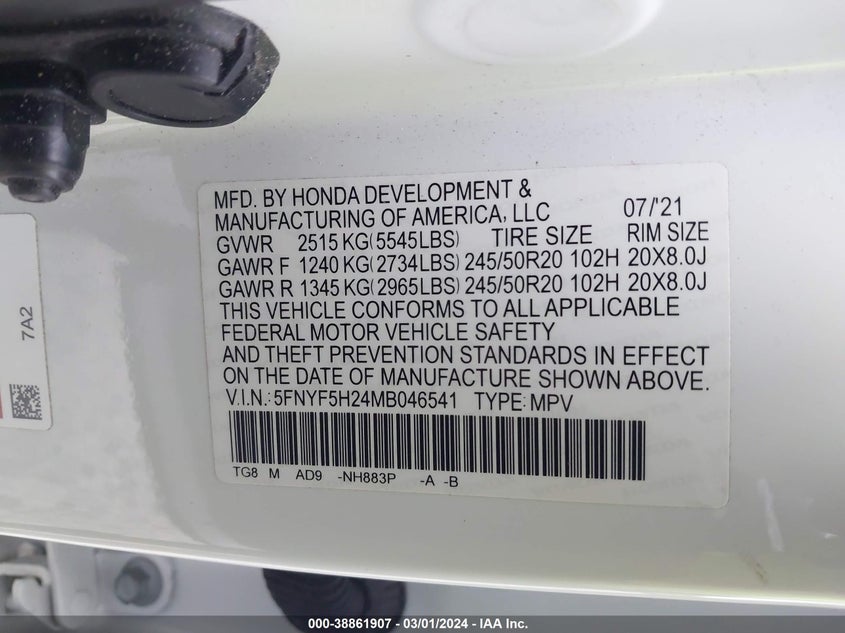 MFD. BY HONDA DEVELOPMENT &
MANUFACTURING OF AMERICA, LLC 07/'21
GVWR 2515 KG(5545LBS) TIRE SIZE RIM SIZE
GAWR F 1240 KG(2734LBS) 245/50R20 102H 20X8.0J
GAWR R 1345 KG(2965LBS) 245/50R20 102H 20X8.0J
THIS VEHICLE CONFORMS TO ALL APPLICABLE
FEDERAL MOTOR VEHICLE SAFETY
AND THEFT PREVENTION STANDARDS IN EFFECT
ON THE DATE OF MANUFACTURE SHOWN ABOVE.
V.I.N.: 5FNYF5H24MB046541 TYPE: MPV
TG8 M AD9 -NH883P -A -B
7A2
000-38861907 - 03/01/2024 - IAA, Inc.